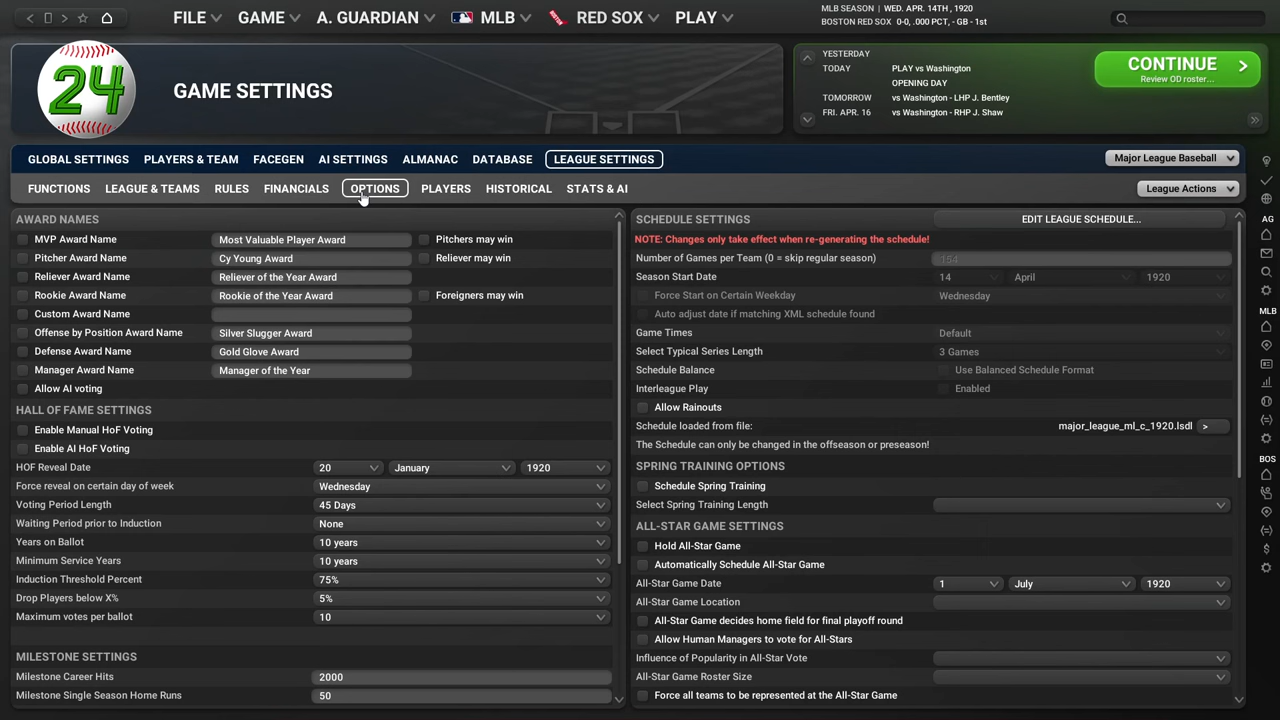 FILE GAME A. GUARDIAN MLB RED SOX PLAY
MLB SEASON | WED. APR. 14TH , 1920
BOSTON RED SOX 0-0, .000 PCT, - GB - 1st
24
GAME SETTINGS
YESTERDAY
TODAY PLAY vs Washington
OPENING DAY
TOMORROW vs Washington - LHP J. Bentley
FRI. APR. 16 vs Washington - RHP J. Shaw
CONTINUE
Review OD roster...
GLOBAL SETTINGS PLAYERS & TEAM FACEGEN AI SETTINGS ALMANAC DATABASE LEAGUE SETTINGS Major League Baseball
FUNCTIONS LEAGUE & TEAMS RULES FINANCIALS OPTIONS PLAYERS HISTORICAL STATS & AI League Actions
AWARD NAMES
MVP Award Name Most Valuable Player Award Pitchers may win
Pitcher Award Name Cy Young Award Reliever may win
Reliever Award Name Reliever of the Year Award
Rookie Award Name Rookie of the Year Award Foreigners may win
Custom Award Name
Offense by Position Award Name Silver Slugger Award
Defense Award Name Gold Glove Award
Manager Award Name Manager of the Year
Allow AI voting
HALL OF FAME SETTINGS
Enable Manual HoF Voting
Enable AI HoF Voting
HOF Reveal Date 20 January 1920
Force reveal on certain day of week Wednesday
Voting Period Length 45 Days
Waiting Period prior to Induction None
Years on Ballot 10 years
Minimum Service Years 10 years
Induction Threshold Percent 75%
Drop Players below X% 5%
Maximum votes per ballot 10
MILESTONE SETTINGS
Milestone Career Hits 2000
Milestone Single Season Home Runs 50
SCHEDULE SETTINGS EDIT LEAGUE SCHEDULE...
NOTE: Changes only take effect when re-generating the schedule!
Number of Games per Team (0 = skip regular season) 154
Season Start Date 14 April 1920
Force Start on Certain Weekday Wednesday
Auto adjust date if matching XML schedule found
Game Times Default
Select Typical Series Length 3 Games
Schedule Balance Use Balanced Schedule Format
Interleague Play Enabled
Allow Rainouts
Schedule loaded from file: major_league_ml_c_1920.lsdl >
The Schedule can only be changed in the offseason or preseason!
SPRING TRAINING OPTIONS
Schedule Spring Training
Select Spring Training Length
ALL-STAR GAME SETTINGS
Hold All-Star Game
Automatically Schedule All-Star Game
All-Star Game Date 1 July 1920
All-Star Game Location
All-Star Game decides home field for final playoff round
Allow Human Managers to vote for All-Stars
Influence of Popularity in All-Star Vote
All-Star Game Roster Size
Force all teams to be represented at the All-Star Game
AG
MLB
BOS